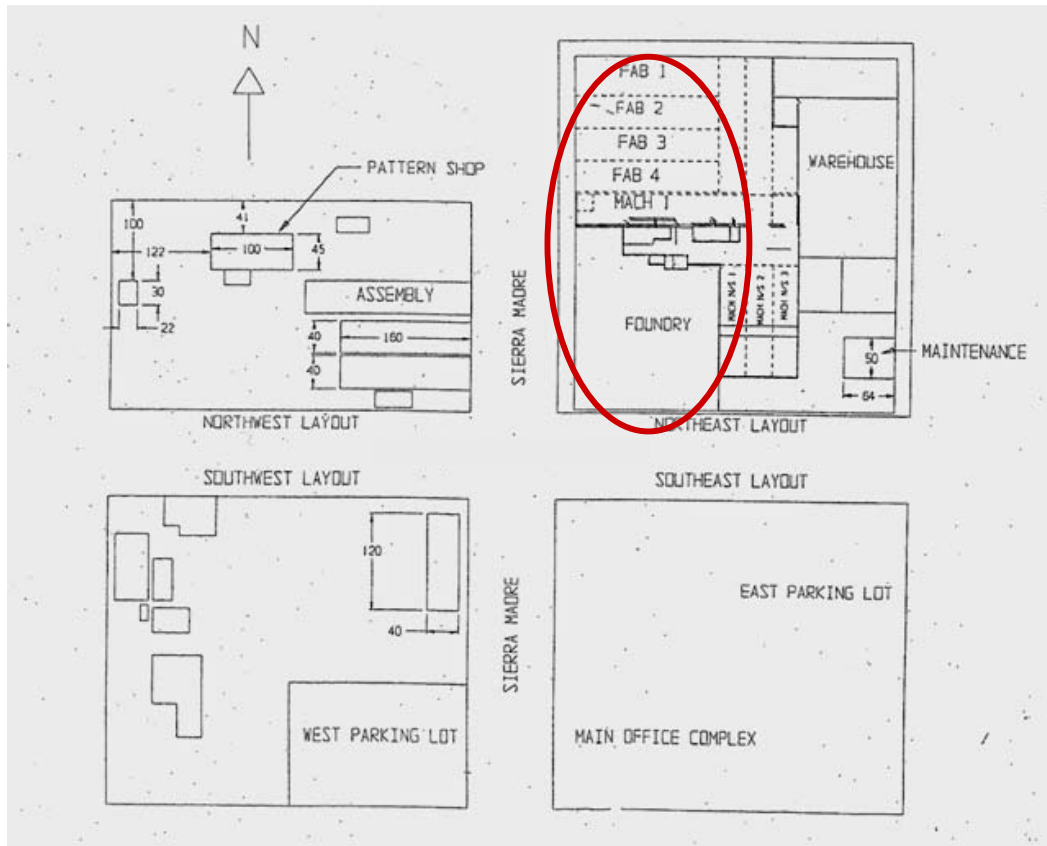 N
PATTERN SHOP
100
41
122
100
45
30
22
ASSEMBLY
40
160
40
NORTHWEST LAYOUT
SIERRA MADRE
FAB 1
FAB 2
FAB 3
FAB 4
MACH 1
WAREHOUSE
FOUNDRY
MACH N/S 1
MACH N/S 2
MACH N/S 3
50
MAINTENANCE
64
NORTHEAST LAYOUT
SOUTHWEST LAYOUT
120
40
WEST PARKING LOT
SIERRA MADRE
SOUTHEAST LAYOUT
EAST PARKING LOT
MAIN OFFICE COMPLEX